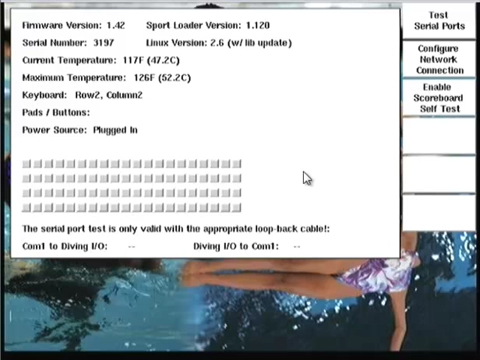 Firmware Version: 1.42 Sport Loader Version: 1.120
Serial Number: 3197 Linux Version: 2.6 (w/ lib update)
Current Temperature: 117F (47.2C)
Maximum Temperature: 126F (52.2C)
Keyboard: Row2, Column2
Pads / Buttons:
Power Source: Plugged In
The serial port test is only valid with the appropriate loop-back cable!:
Com1 to Diving I/O: -- Diving I/O to Com1: --
Test
Serial Ports
Configure
Network
Connection
Enable
Scoreboard
Self Test